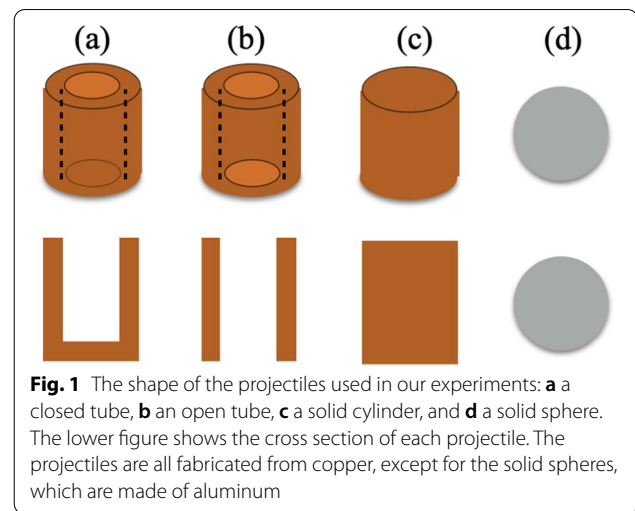 (a) (b) (c) (d)
Fig. 1 The shape of the projectiles used in our experiments: a a
closed tube, b an open tube, c a solid cylinder, and d a solid sphere.
The lower figure shows the cross section of each projectile. The
projectiles are all fabricated from copper, except for the solid spheres,
which are made of aluminum